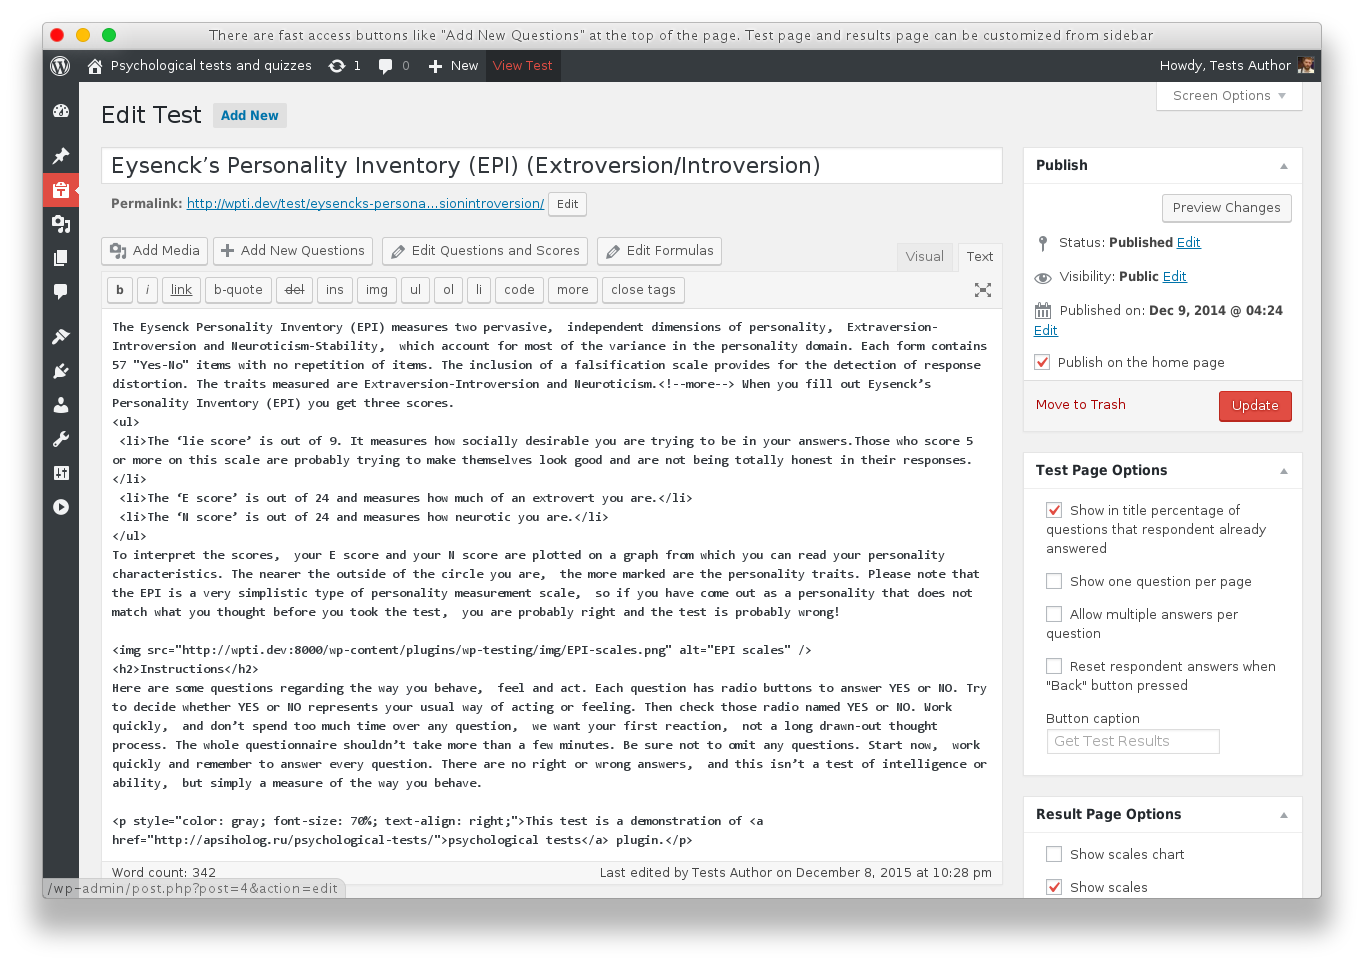 There are fast access buttons like "Add New Questions" at the top of the page. Test page and results page can be customized from sidebar
Psychological tests and quizzes 1 0 New View Test Howdy, Tests Author
Screen Options
Edit Test Add New
Eysenck’s Personality Inventory (EPI) (Extroversion/Introversion)
Permalink: http://wpti.dev/test/eysencks-persona…sionintroversion/ Edit
Add Media Add New Questions Edit Questions and Scores Edit Formulas Visual Text
b i link b-quote del ins img ul ol li code more close tags
The Eysenck Personality Inventory (EPI) measures two pervasive,  independent dimensions of personality,  Extraversion-
Introversion and Neuroticism-Stability,  which account for most of the variance in the personality domain. Each form contains
57 "Yes-No" items with no repetition of items. The inclusion of a falsification scale provides for the detection of response
distortion. The traits measured are Extraversion-Introversion and Neuroticism.<!--more--> When you fill out Eysenck’s
Personality Inventory (EPI) you get three scores.
<ul>
 <li>The ‘lie score’ is out of 9. It measures how socially desirable you are trying to be in your answers.Those who score 5
or more on this scale are probably trying to make themselves look good and are not being totally honest in their responses.
</li>
 <li>The ‘E score’ is out of 24 and measures how much of an extrovert you are.</li>
 <li>The ‘N score’ is out of 24 and measures how neurotic you are.</li>
</ul>
To interpret the scores,  your E score and your N score are plotted on a graph from which you can read your personality
characteristics. The nearer the outside of the circle you are,  the more marked are the personality traits. Please note that
the EPI is a very simplistic type of personality measurement scale,  so if you have come out as a personality that does not
match what you thought before you took the test,  you are probably right and the test is probably wrong!
<img src="http://wpti.dev:8000/wp-content/plugins/wp-testing/img/EPI-scales.png" alt="EPI scales" />
<h2>Instructions</h2>
Here are some questions regarding the way you behave,  feel and act. Each question has radio buttons to answer YES or NO. Try
to decide whether YES or NO represents your usual way of acting or feeling. Then check those radio named YES or NO. Work
quickly,  and don’t spend too much time over any question,  we want your first reaction,  not a long drawn-out thought
process. The whole questionnaire shouldn’t take more than a few minutes. Be sure not to omit any questions. Start now,  work
quickly and remember to answer every question. There are no right or wrong answers,  and this isn’t a test of intelligence or
ability,  but simply a measure of the way you behave.
<p style="color: gray; font-size: 70%; text-align: right;">This test is a demonstration of <a
href="http://apsiholog.ru/psychological-tests/">psychological tests</a> plugin.</p>
Word count: 342 Last edited by Tests Author on December 8, 2015 at 10:28 pm
/wp-admin/post.php?post=4&action=edit
Publish
Preview Changes
Status: Published Edit
Visibility: Public Edit
Published on: Dec 9, 2014 @ 04:24
Edit
Publish on the home page
Move to Trash Update
Test Page Options
Show in title percentage of
questions that respondent already
answered
Show one question per page
Allow multiple answers per
question
Reset respondent answers when
"Back" button pressed
Button caption
Get Test Results
Result Page Options
Show scales chart
Show scales